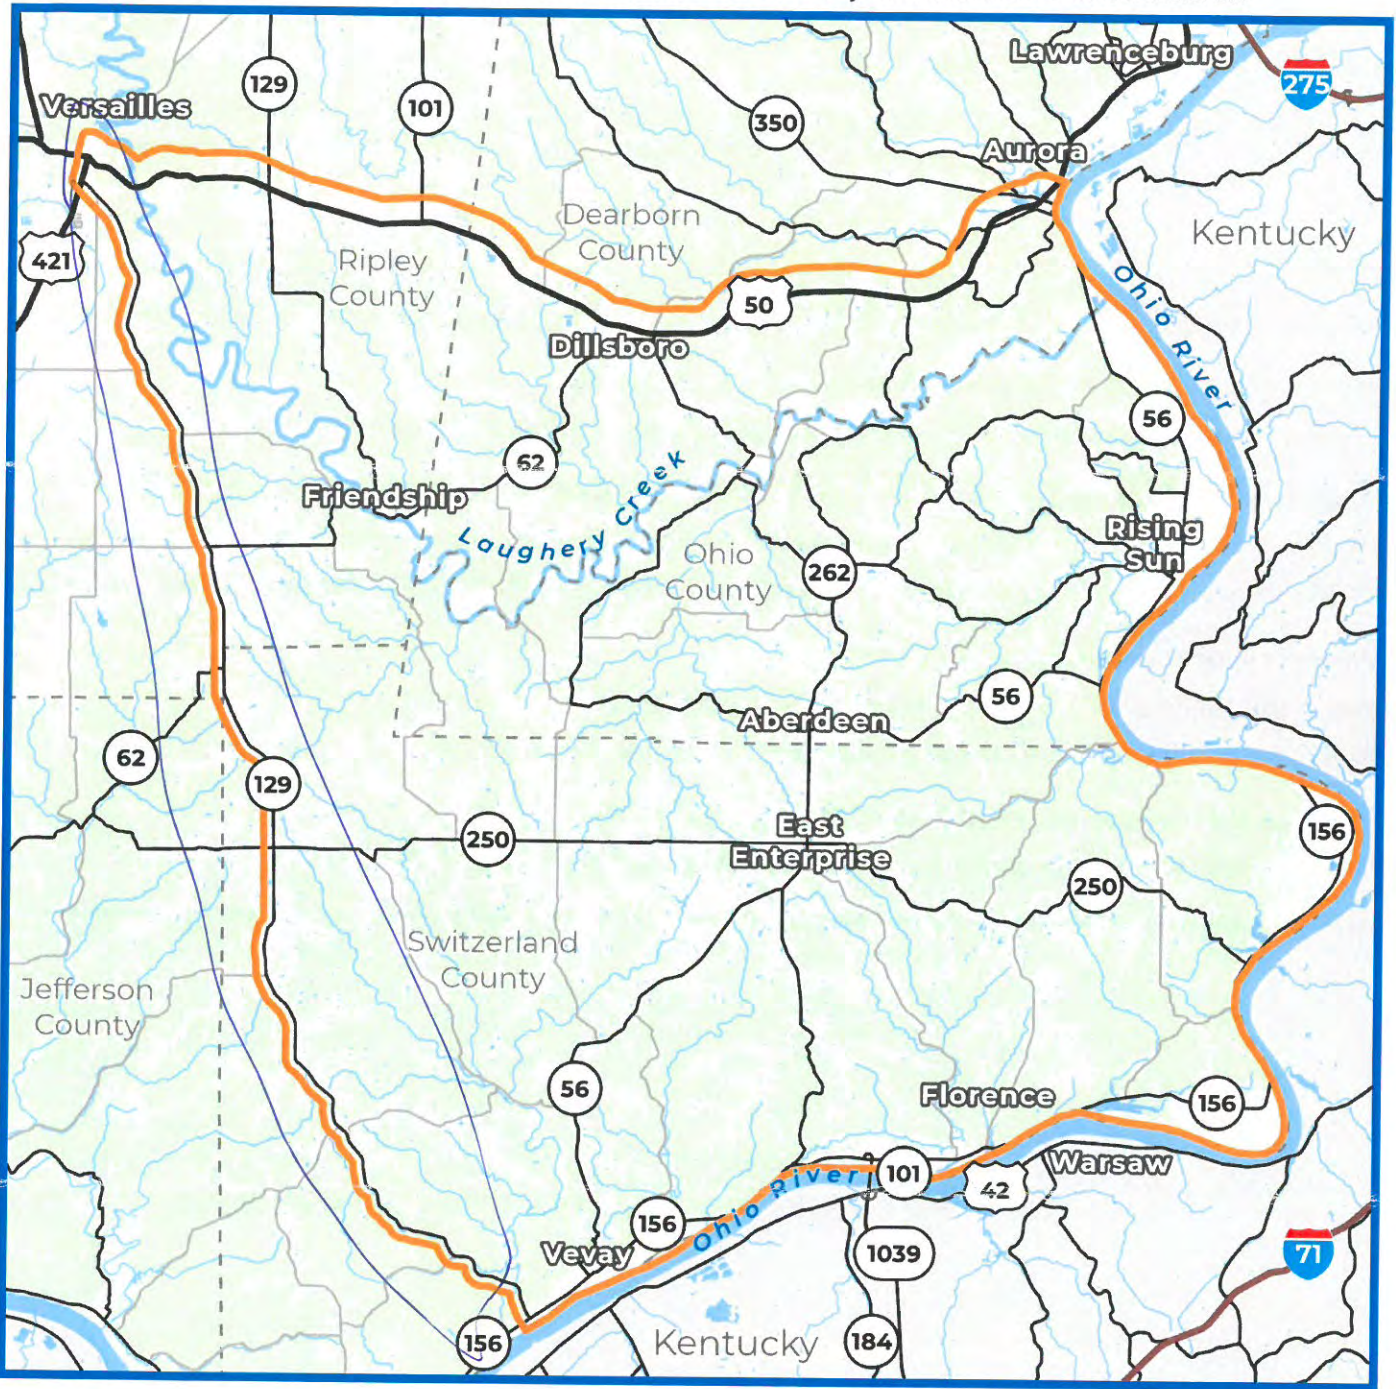 Lawrenceburg
275
Versailles
129
101
350
Aurora
Dearborn
County
Kentucky
421
Ripley
County
50
Ohio River
Dillsboro
56
62
Friendship
Laughery Creek
Rising
Sun
Ohio
County
262
56
Aberdeen
62
129
East
Enterprise
250
156
250
Switzerland
County
Jefferson
County
56
Florence
156
Warsaw
101
42
Ohio River
156
Vevay
1039
71
156
Kentucky
184